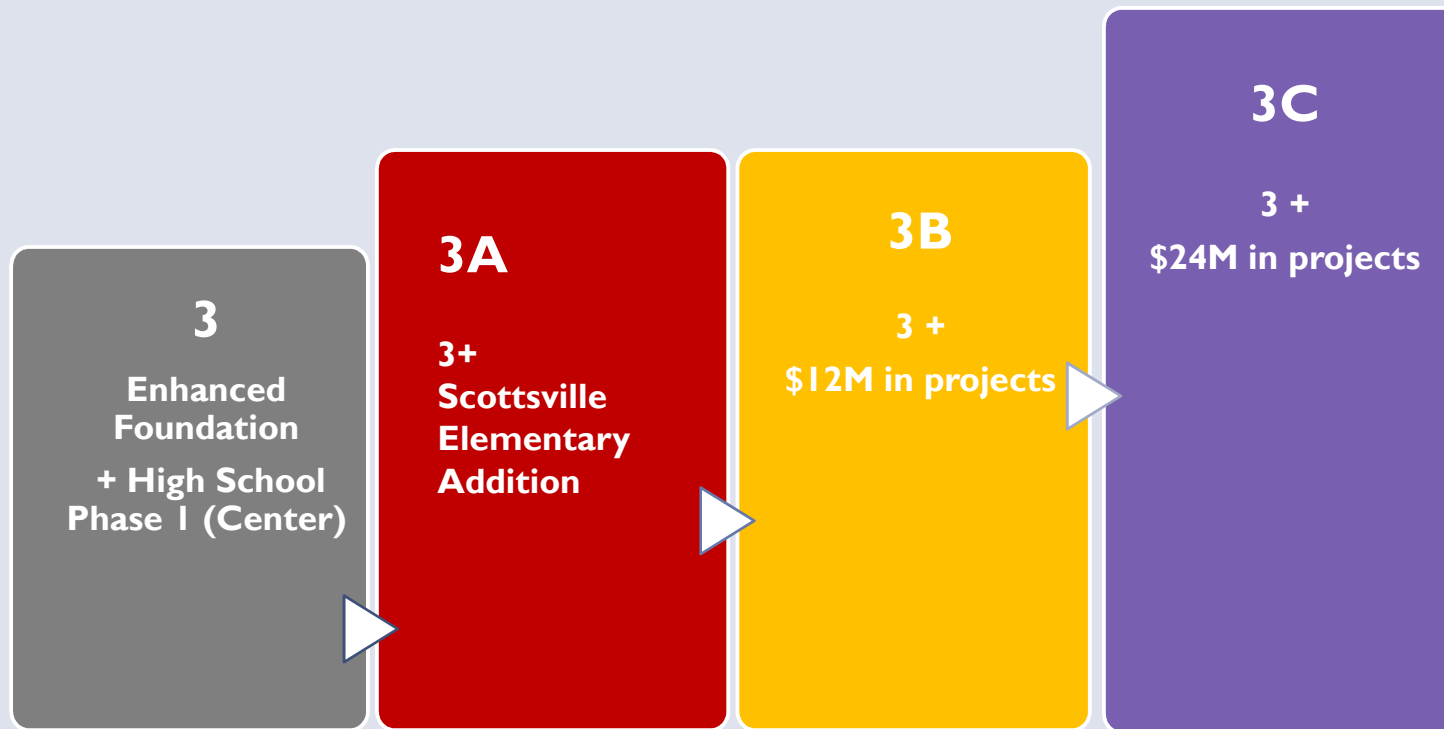 3
Enhanced
Foundation
+ High School
Phase 1 (Center)
3A
3+
Scottsville
Elementary
Addition
3B
3 +
$12M in projects
3C
3 +
$24M in projects